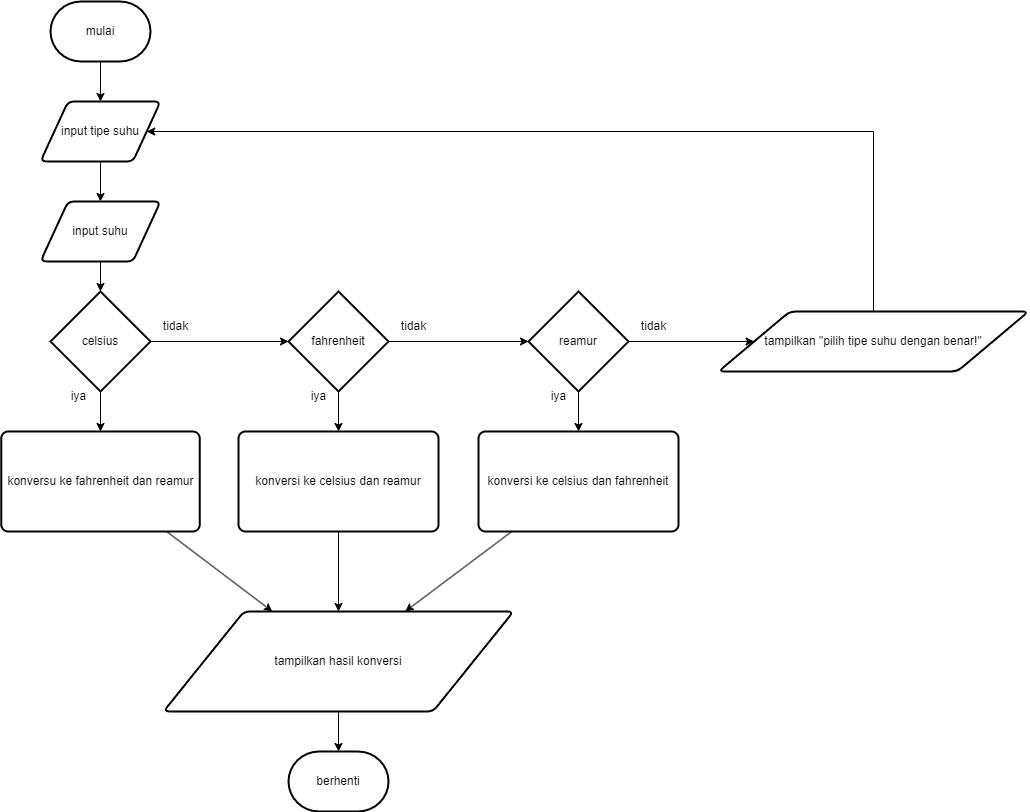 mulai
input tipe suhu
input suhu
celsius
tidak
fahrenheit
tidak
reamur
tidak
tampilkan "pilih tipe suhu dengan benar!"
iya
iya
iya
konversu ke fahrenheit dan reamur
konversi ke celsius dan reamur
konversi ke celsius dan fahrenheit
tampilkan hasil konversi
berhenti